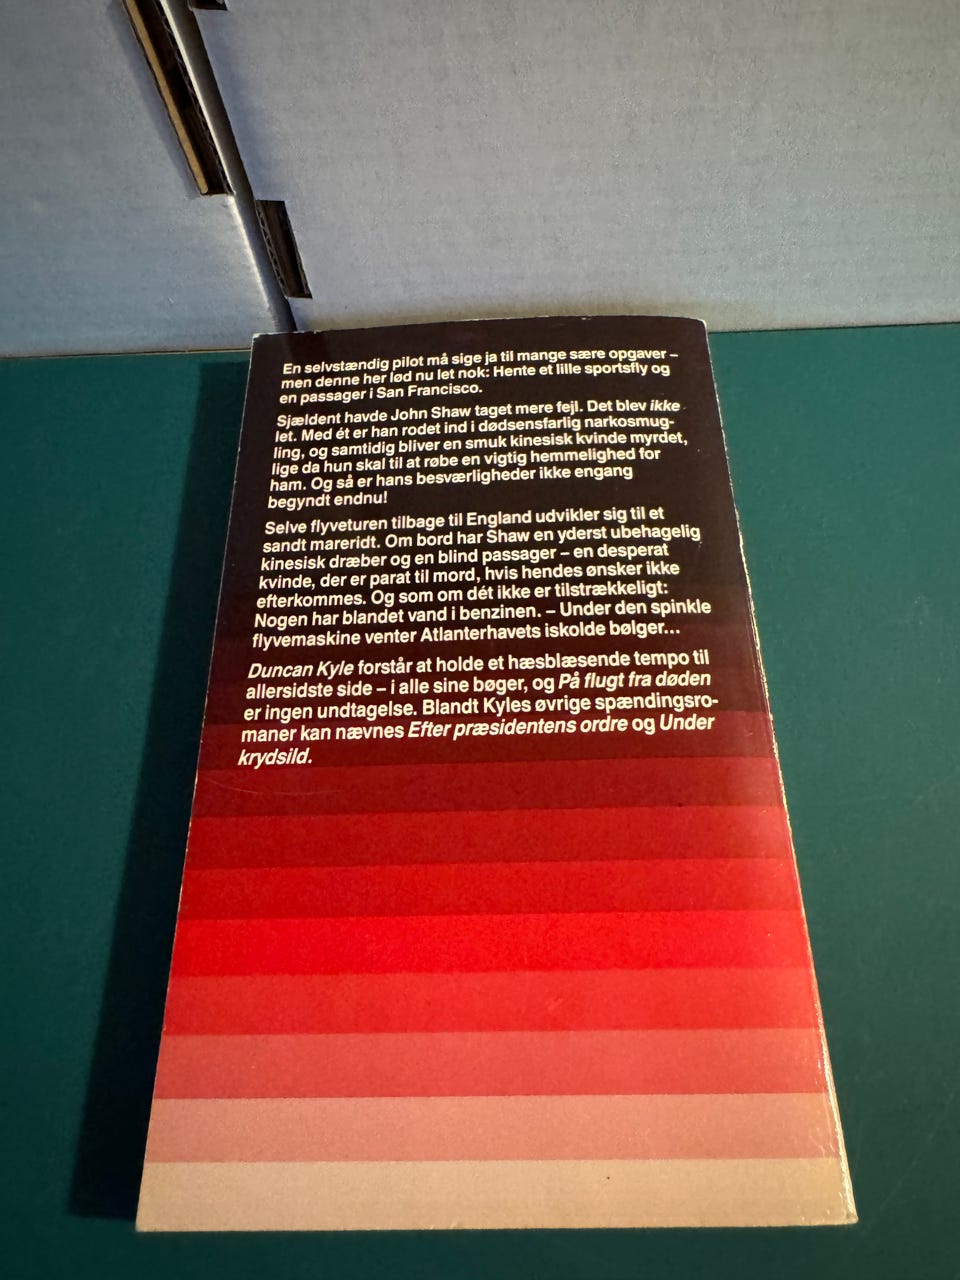 En selvstændig pilot må sige ja til mange sære opgaver –
men denne her lød nu let nok: Hente et lille sportsfly og
en passager i San Francisco.
Sjældent havde John Shaw taget mere fejl. Det blev ikke
let. Med ét er han rodet ind i dødsensfarlig narkosmug-
ling, og samtidig bliver en smuk kinesisk kvinde myrdet,
lige da hun skal til at røbe en vigtig hemmelighed for
ham. Og så er hans besværligheder ikke engang
begyndt endnu!
Selve flyveturen tilbage til England udvikler sig til et
sandt mareridt. Om bord har Shaw en yderst ubehagelig
kinesisk dræber og en blind passager – en desperat
kvinde, der er parat til mord, hvis hendes ønsker ikke
efterkommes. Og som om dét ikke er tilstrækkeligt:
Nogen har blandet vand i benzinen. – Under den spinkle
flyvemaskine venter Atlanterhavets iskolde bølger...
Duncan Kyle forstår at holde et hæsblæsende tempo til
allersidste side – i alle sine bøger, og På flugt fra døden
er ingen undtagelse. Blandt Kyles øvrige spændingsro-
maner kan nævnes Efter præsidentens ordre og Under
krydsild.